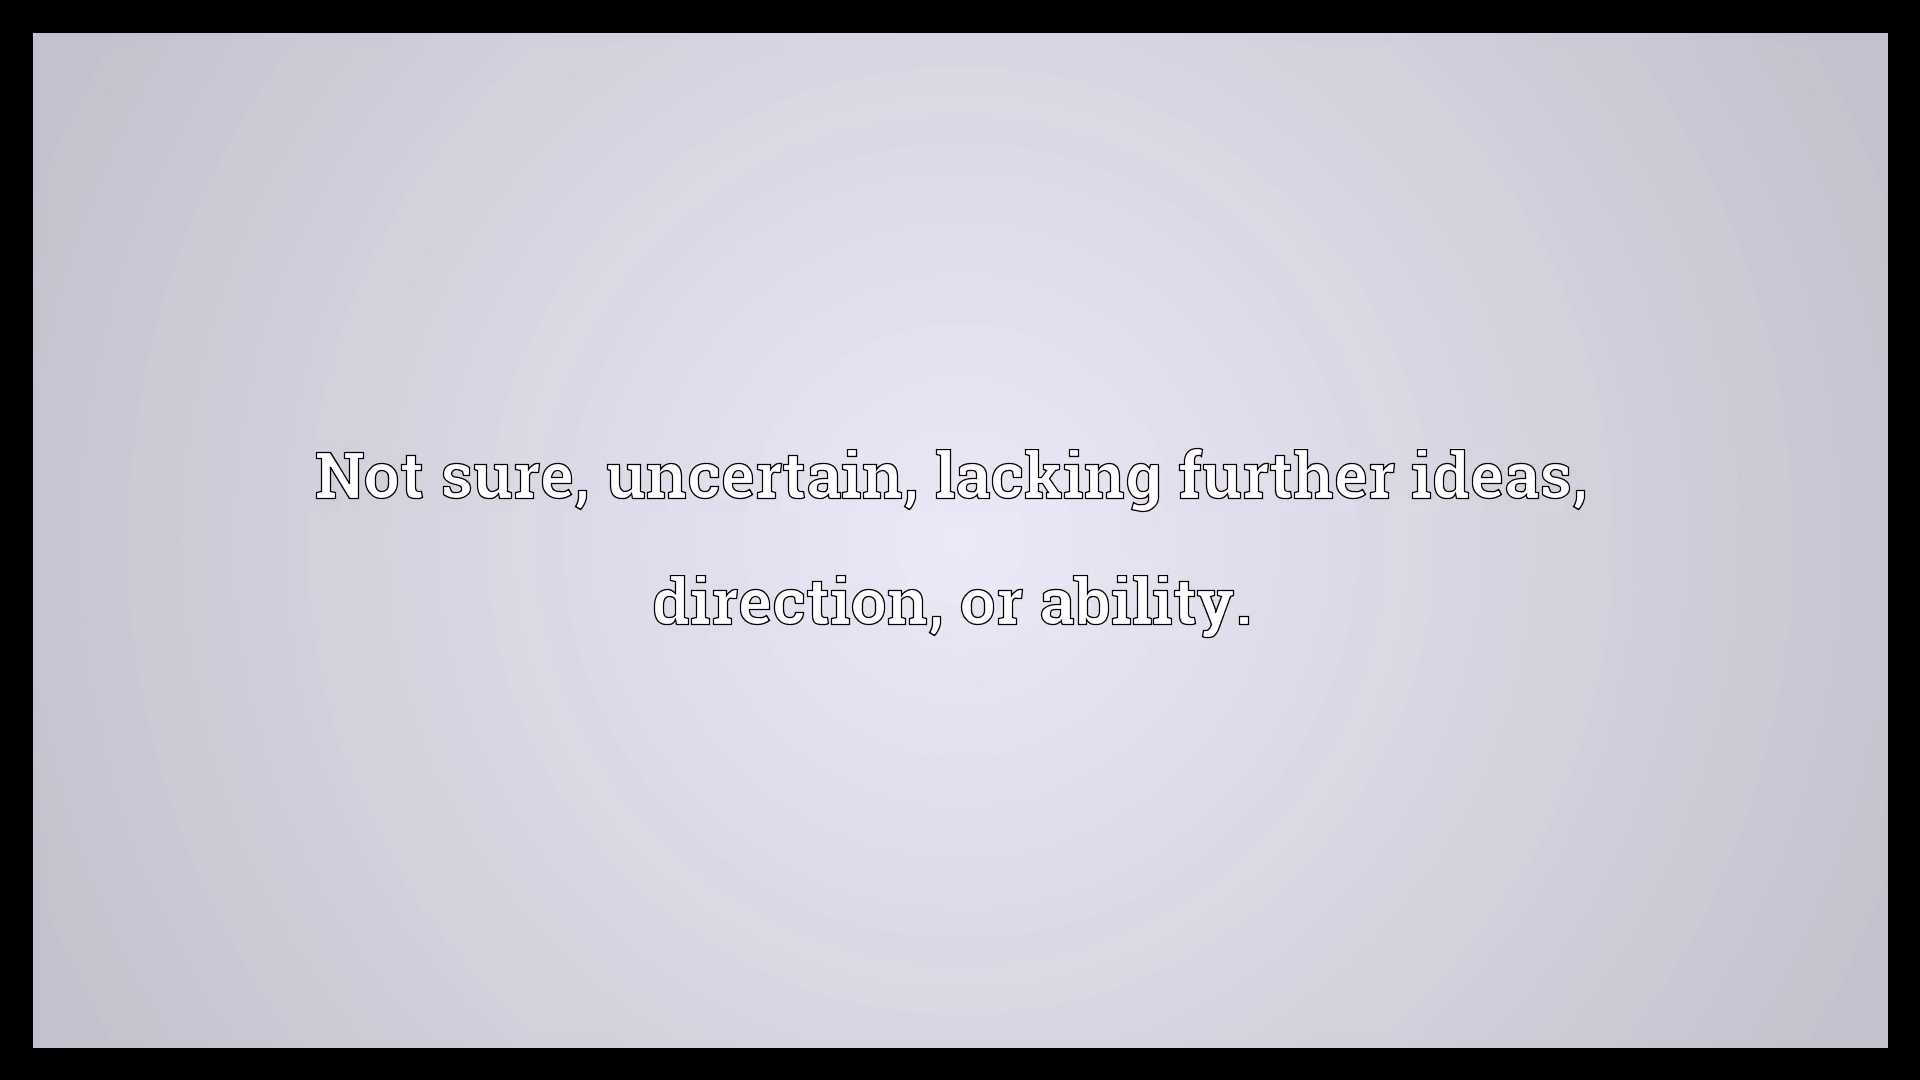 Not sure, uncertain, lacking further ideas,
direction, or ability.